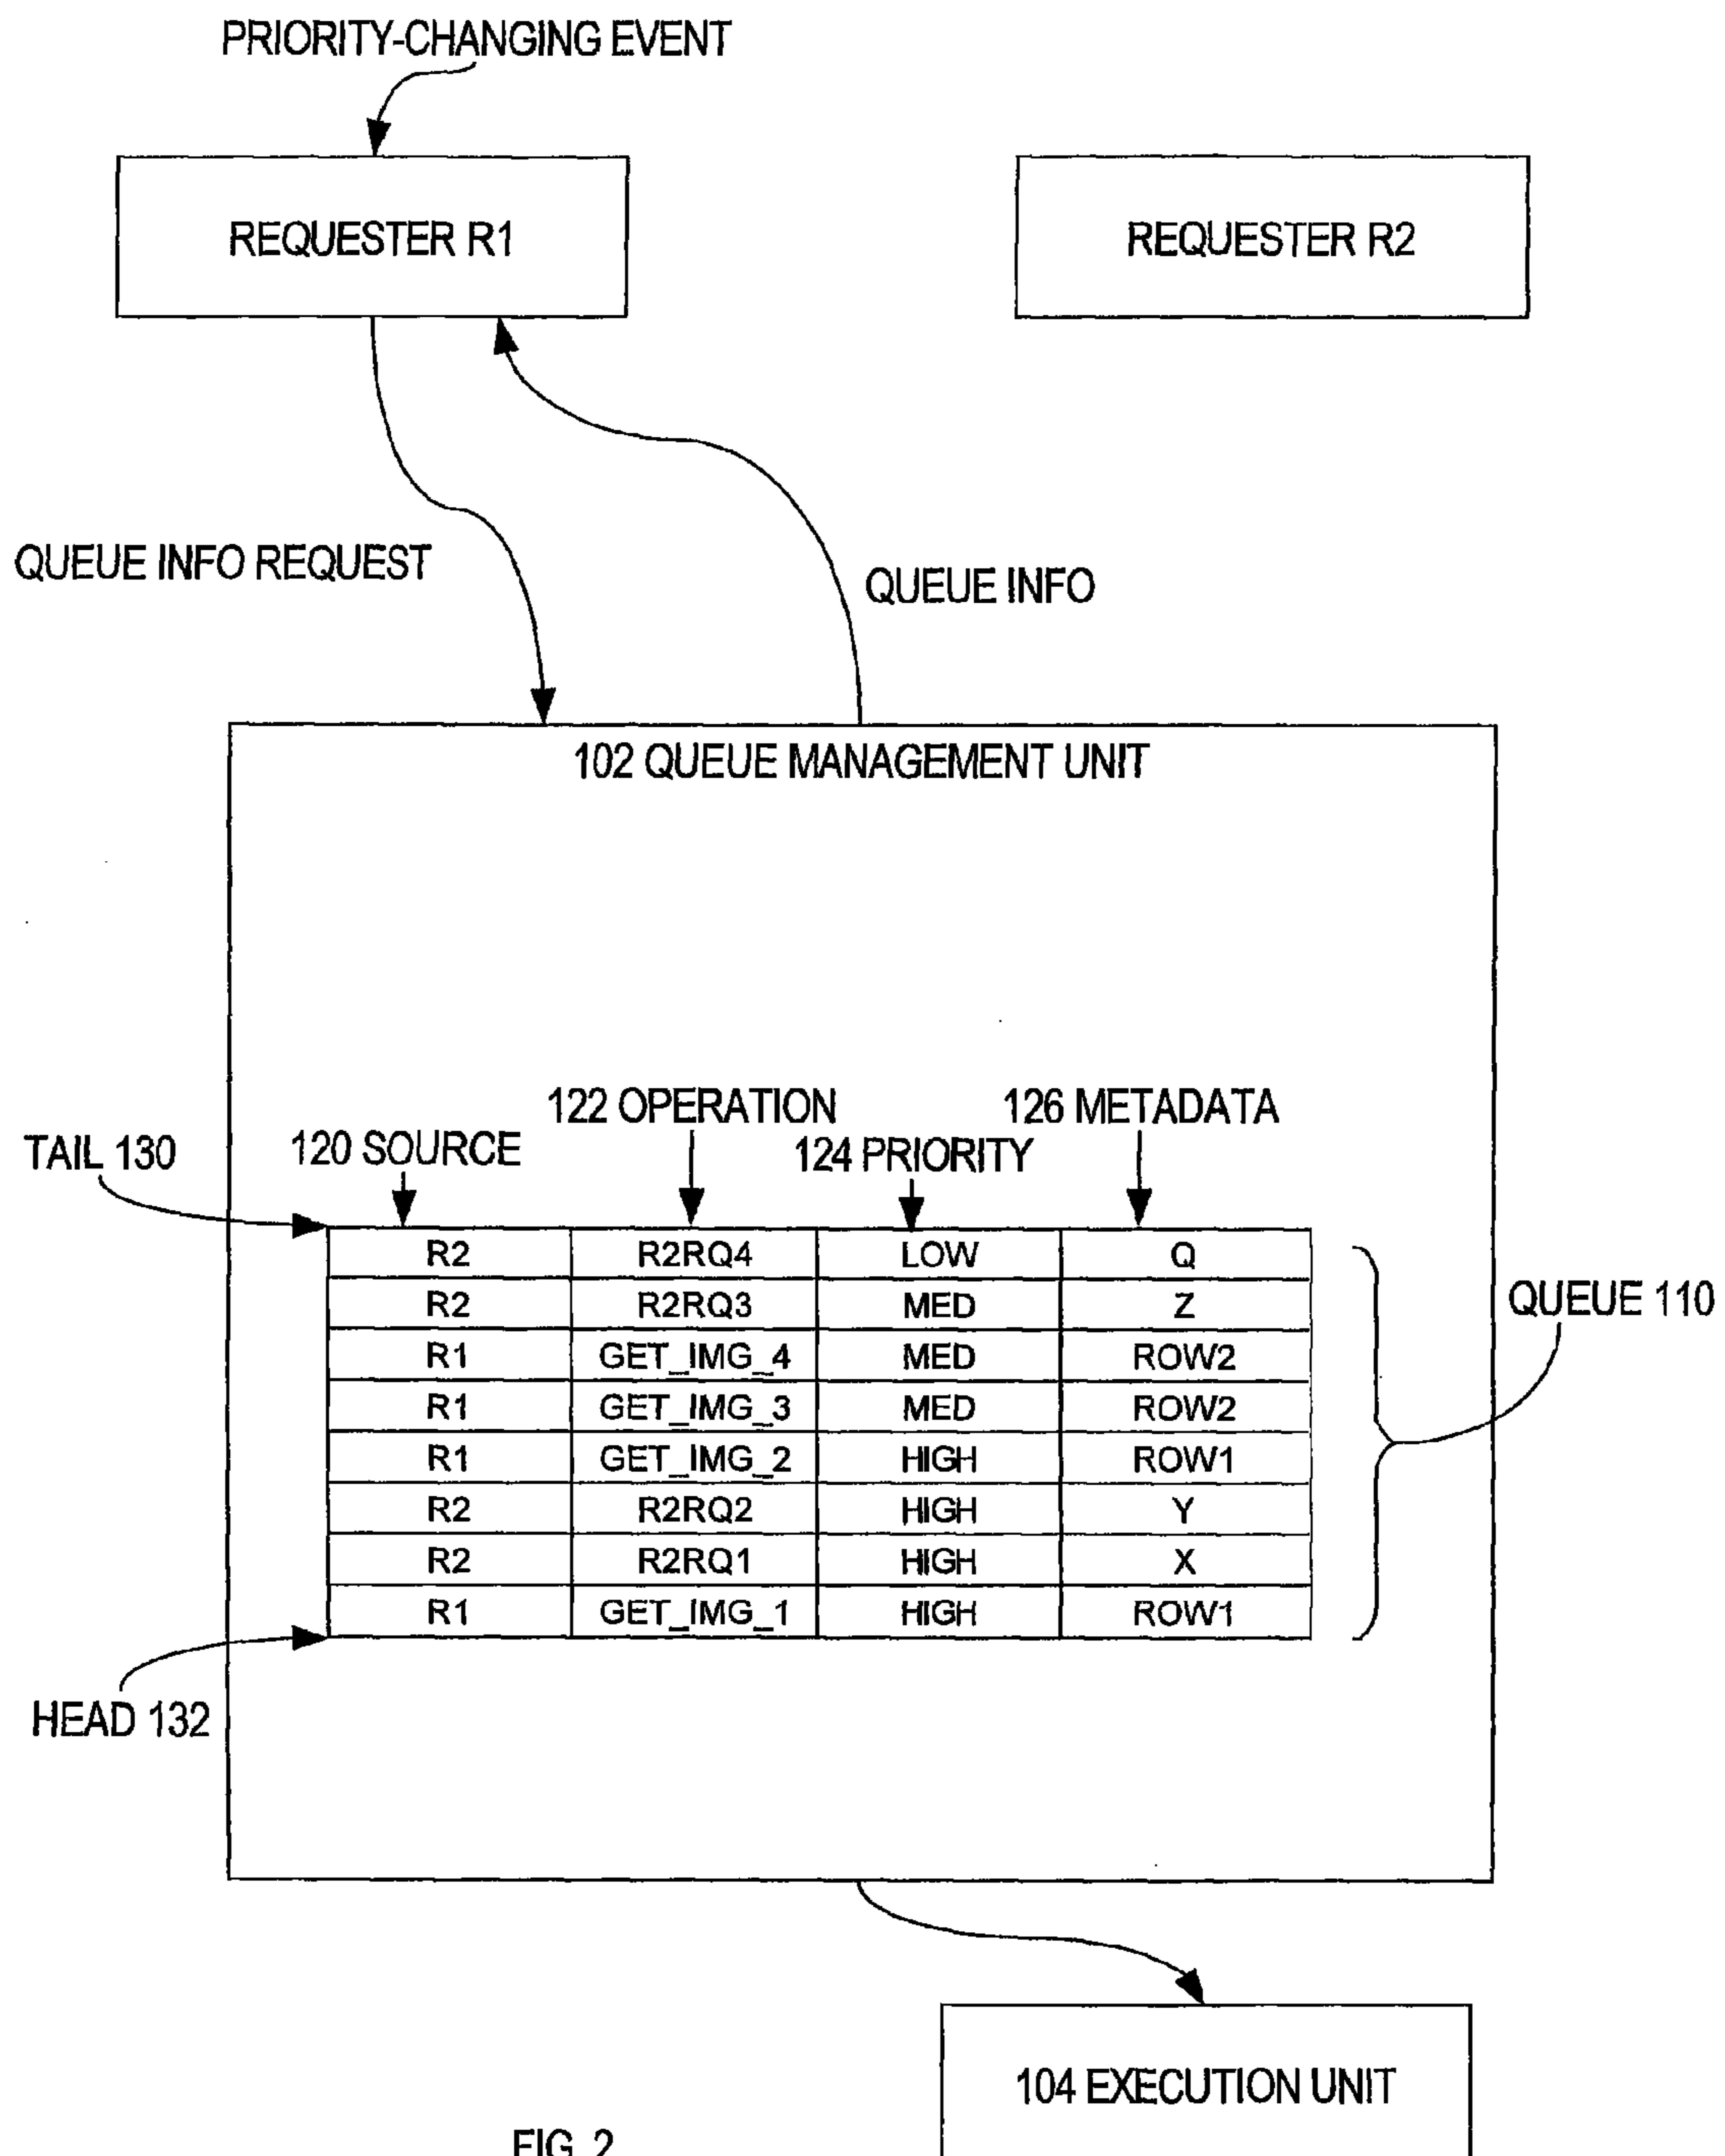 PRIORITY-CHANGING EVENT
REQUESTER R1
REQUESTER R2
QUEUE INFO REQUEST
QUEUE INFO
102 QUEUE MANAGEMENT UNIT
122 OPERATION
126 METADATA
TAIL 130
120 SOURCE
124 PRIORITY
R2 R2RQ4 LOW Q
R2 R2RQ3 MED Z
QUEUE 110
R1 GET_IMG_4 MED ROW2
R1 GET_IMG_3 MED ROW2
R1 GET_IMG_2 HIGH ROW1
R2 R2RQ2 HIGH Y
R2 R2RQ1 HIGH X
R1 GET_IMG_1 HIGH ROW1
HEAD 132
104 EXECUTION UNIT
FIG. 2